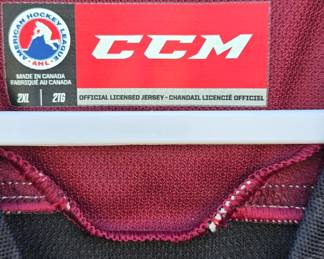 AMERICAN HOCKEY LEAGUE
AHL
CCM
MADE IN CANADA
FABRIQUÉ AU CANADA
2XL | 2TG
OFFICIAL LICENSED JERSEY - CHANDAIL LICENCIÉ OFFICIEL